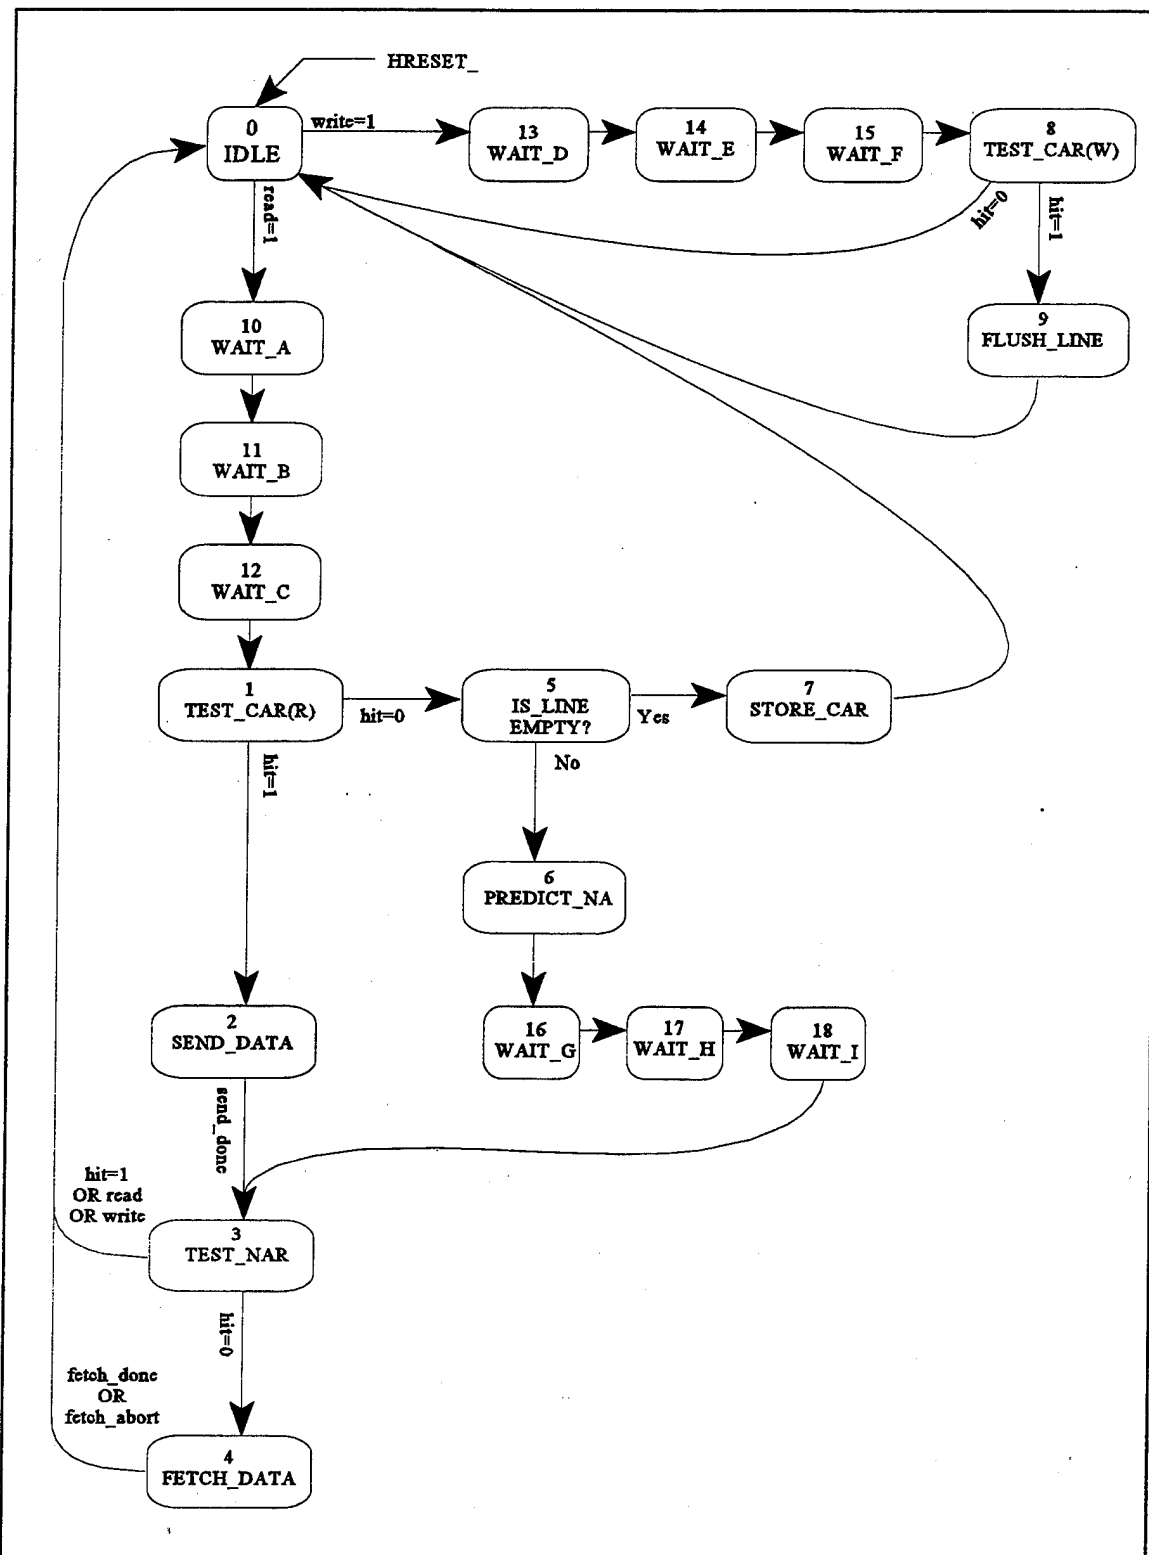 HRESET_
0
IDLE
write=1
13
WAIT_D
14
WAIT_E
15
WAIT_F
8
TEST_CAR(W)
read=1
hit=0
hit=1
10
WAIT_A
9
FLUSH_LINE
11
WAIT_B
12
WAIT_C
1
TEST_CAR(R)
hit=0
5
IS_LINE
EMPTY?
Yes
7
STORE_CAR
hit=1
No
6
PREDICT_NA
2
SEND_DATA
16
WAIT_G
17
WAIT_H
18
WAIT_I
send_done
hit=1
OR read
OR write
3
TEST_NAR
hit=0
fetch_done
OR
fetch_abort
4
FETCH_DATA